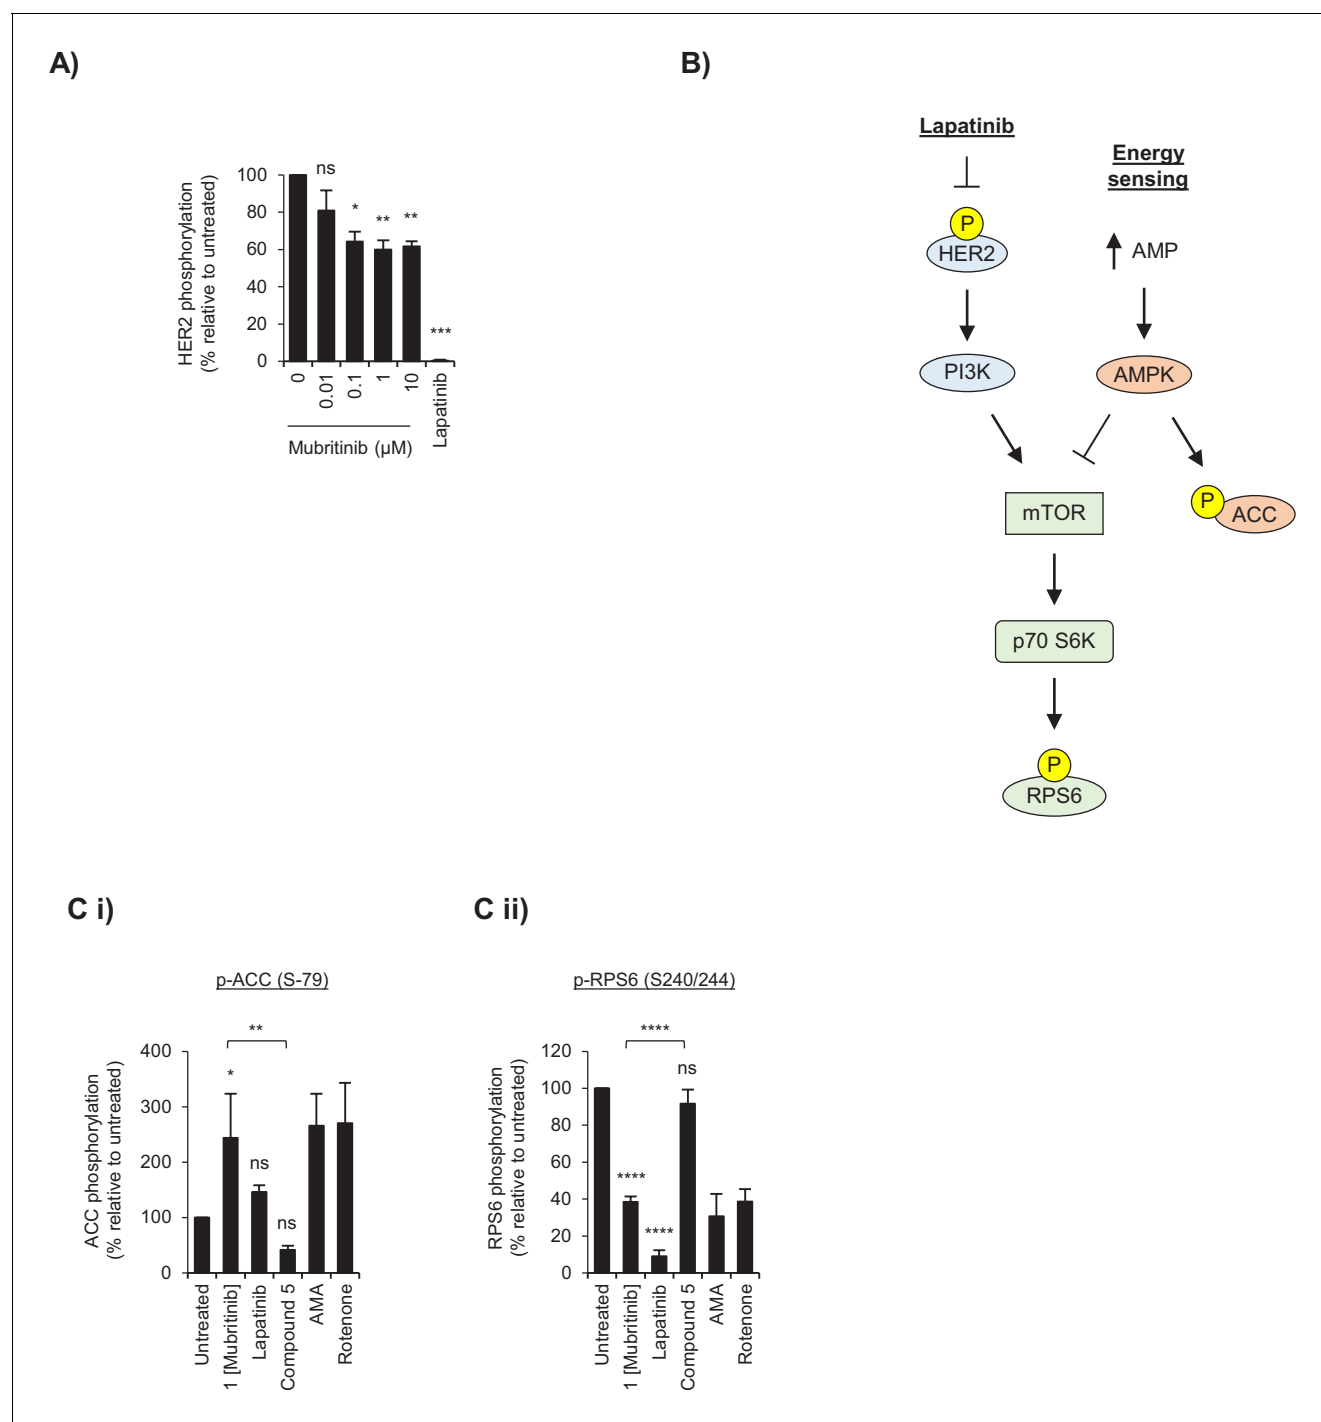 A)
HER2 phosphorylation
(% relative to untreated)
100
80
60
40
20
0
ns
*
**
**
***
0
0.01
0.1
1
10
Lapatinib
Mubritinib (µM)
B)
Lapatinib
Energy
sensing
P
HER2
AMP
PI3K
AMPK
mTOR
P
ACC
p70 S6K
P
RPS6
C i)
p-ACC (S-79)
ACC phosphorylation
(% relative to untreated)
400
300
200
100
0
**
*
ns
ns
Untreated
1 [Mubritinib]
Lapatinib
Compound 5
AMA
Rotenone
C ii)
p-RPS6 (S240/244)
RPS6 phosphorylation
(% relative to untreated)
120
100
80
60
40
20
0
****
ns
****
****
Untreated
1 [Mubritinib]
Lapatinib
Compound 5
AMA
Rotenone